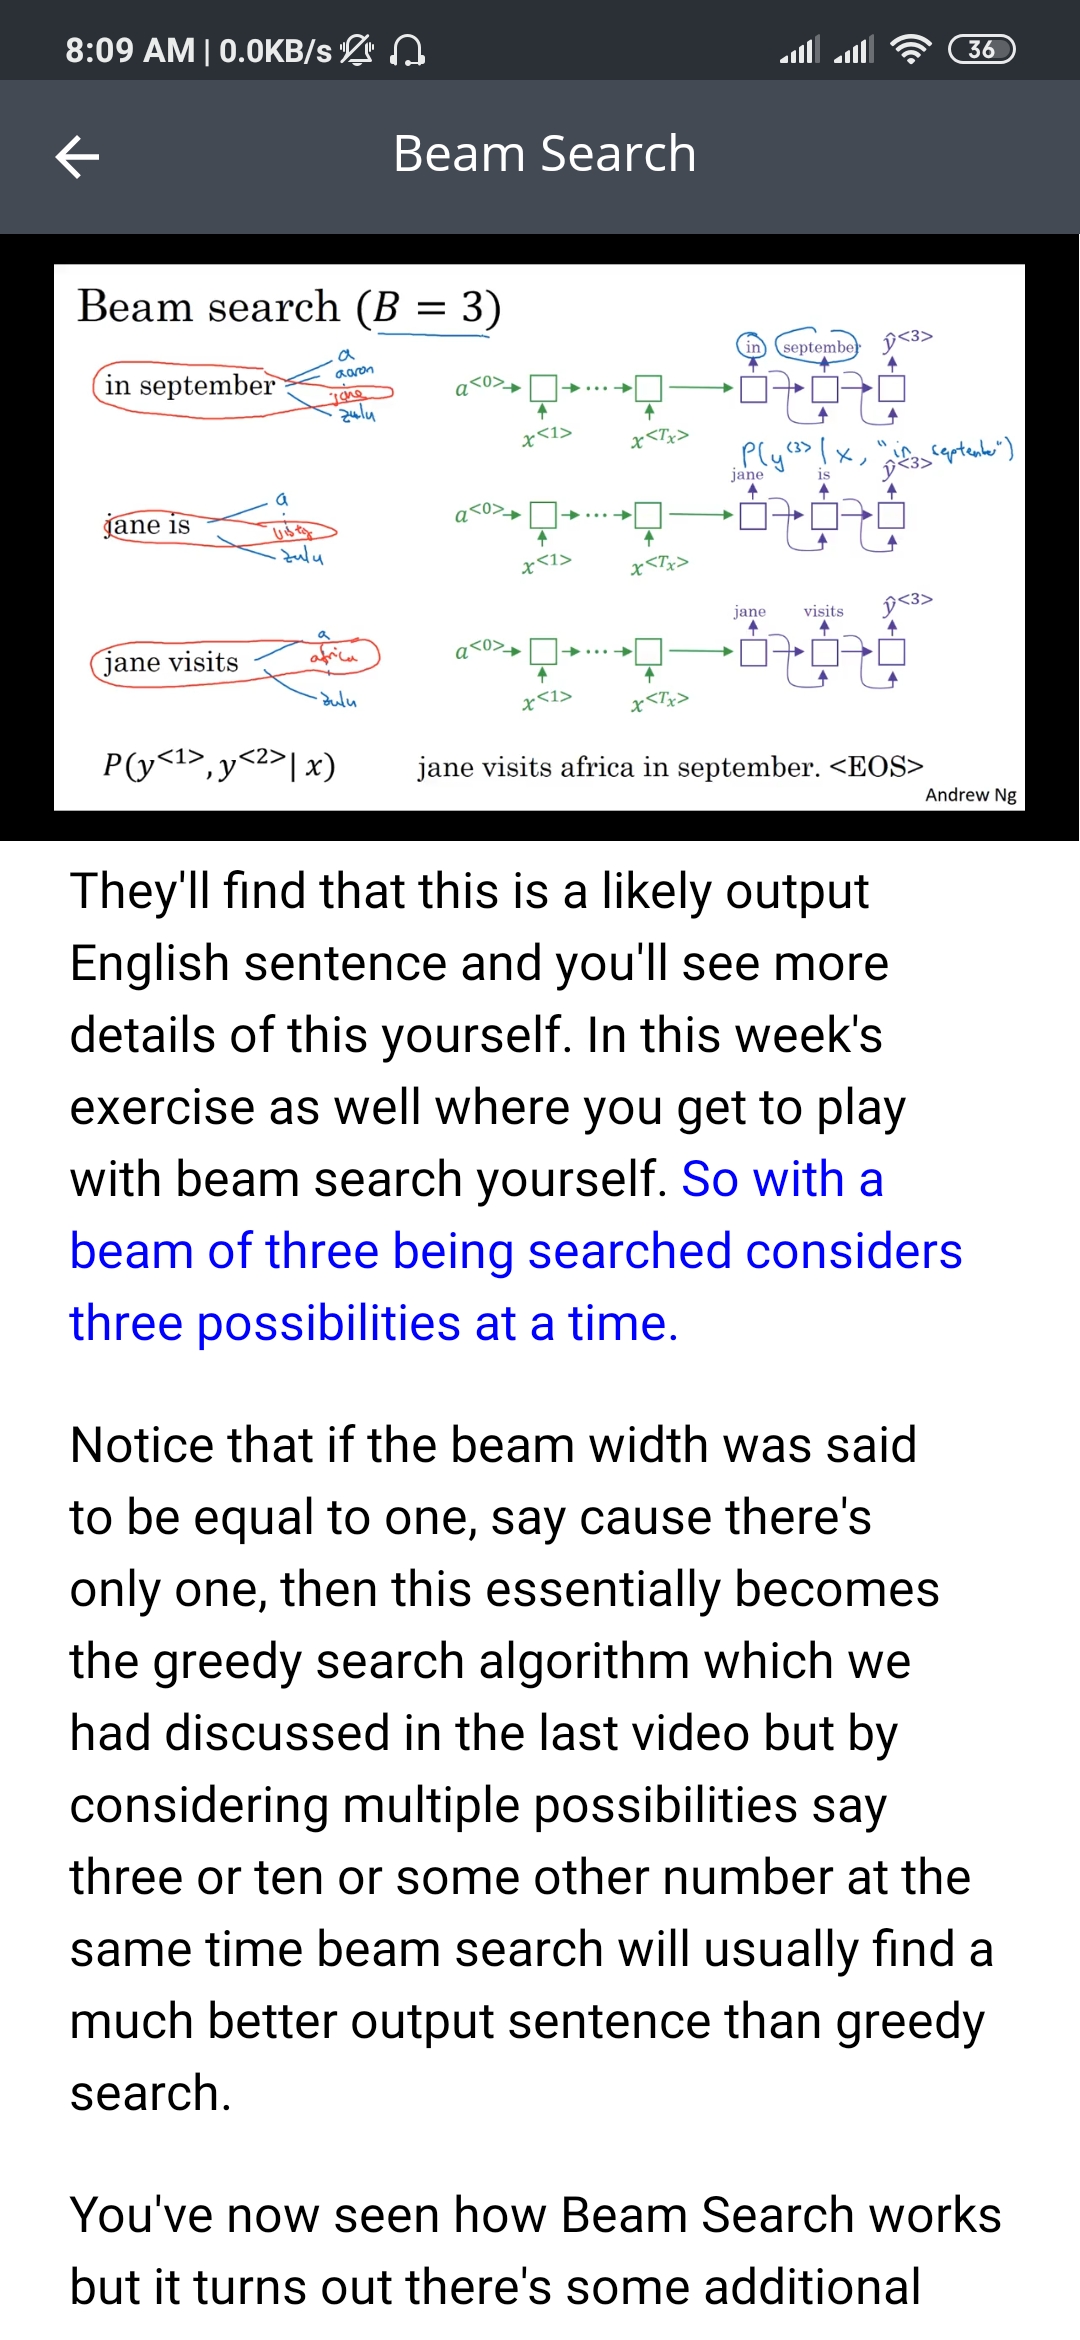 8:09 AM | 0.0KB/s
36
Beam Search
Beam search (B = 3)
in september
a
aaron
jane
zulu
a<0>
x<1>
x<Tx>
in
september
ŷ<3>
P(y<3> | x, "in september")
jane is
a
visits
zulu
a<0>
x<1>
x<Tx>
jane
is
ŷ<3>
jane visits
a
africa
zulu
a<0>
x<1>
x<Tx>
jane
visits
ŷ<3>
P(y<1>, y<2>| x)
jane visits africa in september. <EOS>
Andrew Ng
They'll find that this is a likely output
English sentence and you'll see more
details of this yourself. In this week's
exercise as well where you get to play
with beam search yourself. So with a
beam of three being searched considers
three possibilities at a time.
Notice that if the beam width was said
to be equal to one, say cause there's
only one, then this essentially becomes
the greedy search algorithm which we
had discussed in the last video but by
considering multiple possibilities say
three or ten or some other number at the
same time beam search will usually find a
much better output sentence than greedy
search.
You've now seen how Beam Search works
but it turns out there's some additional